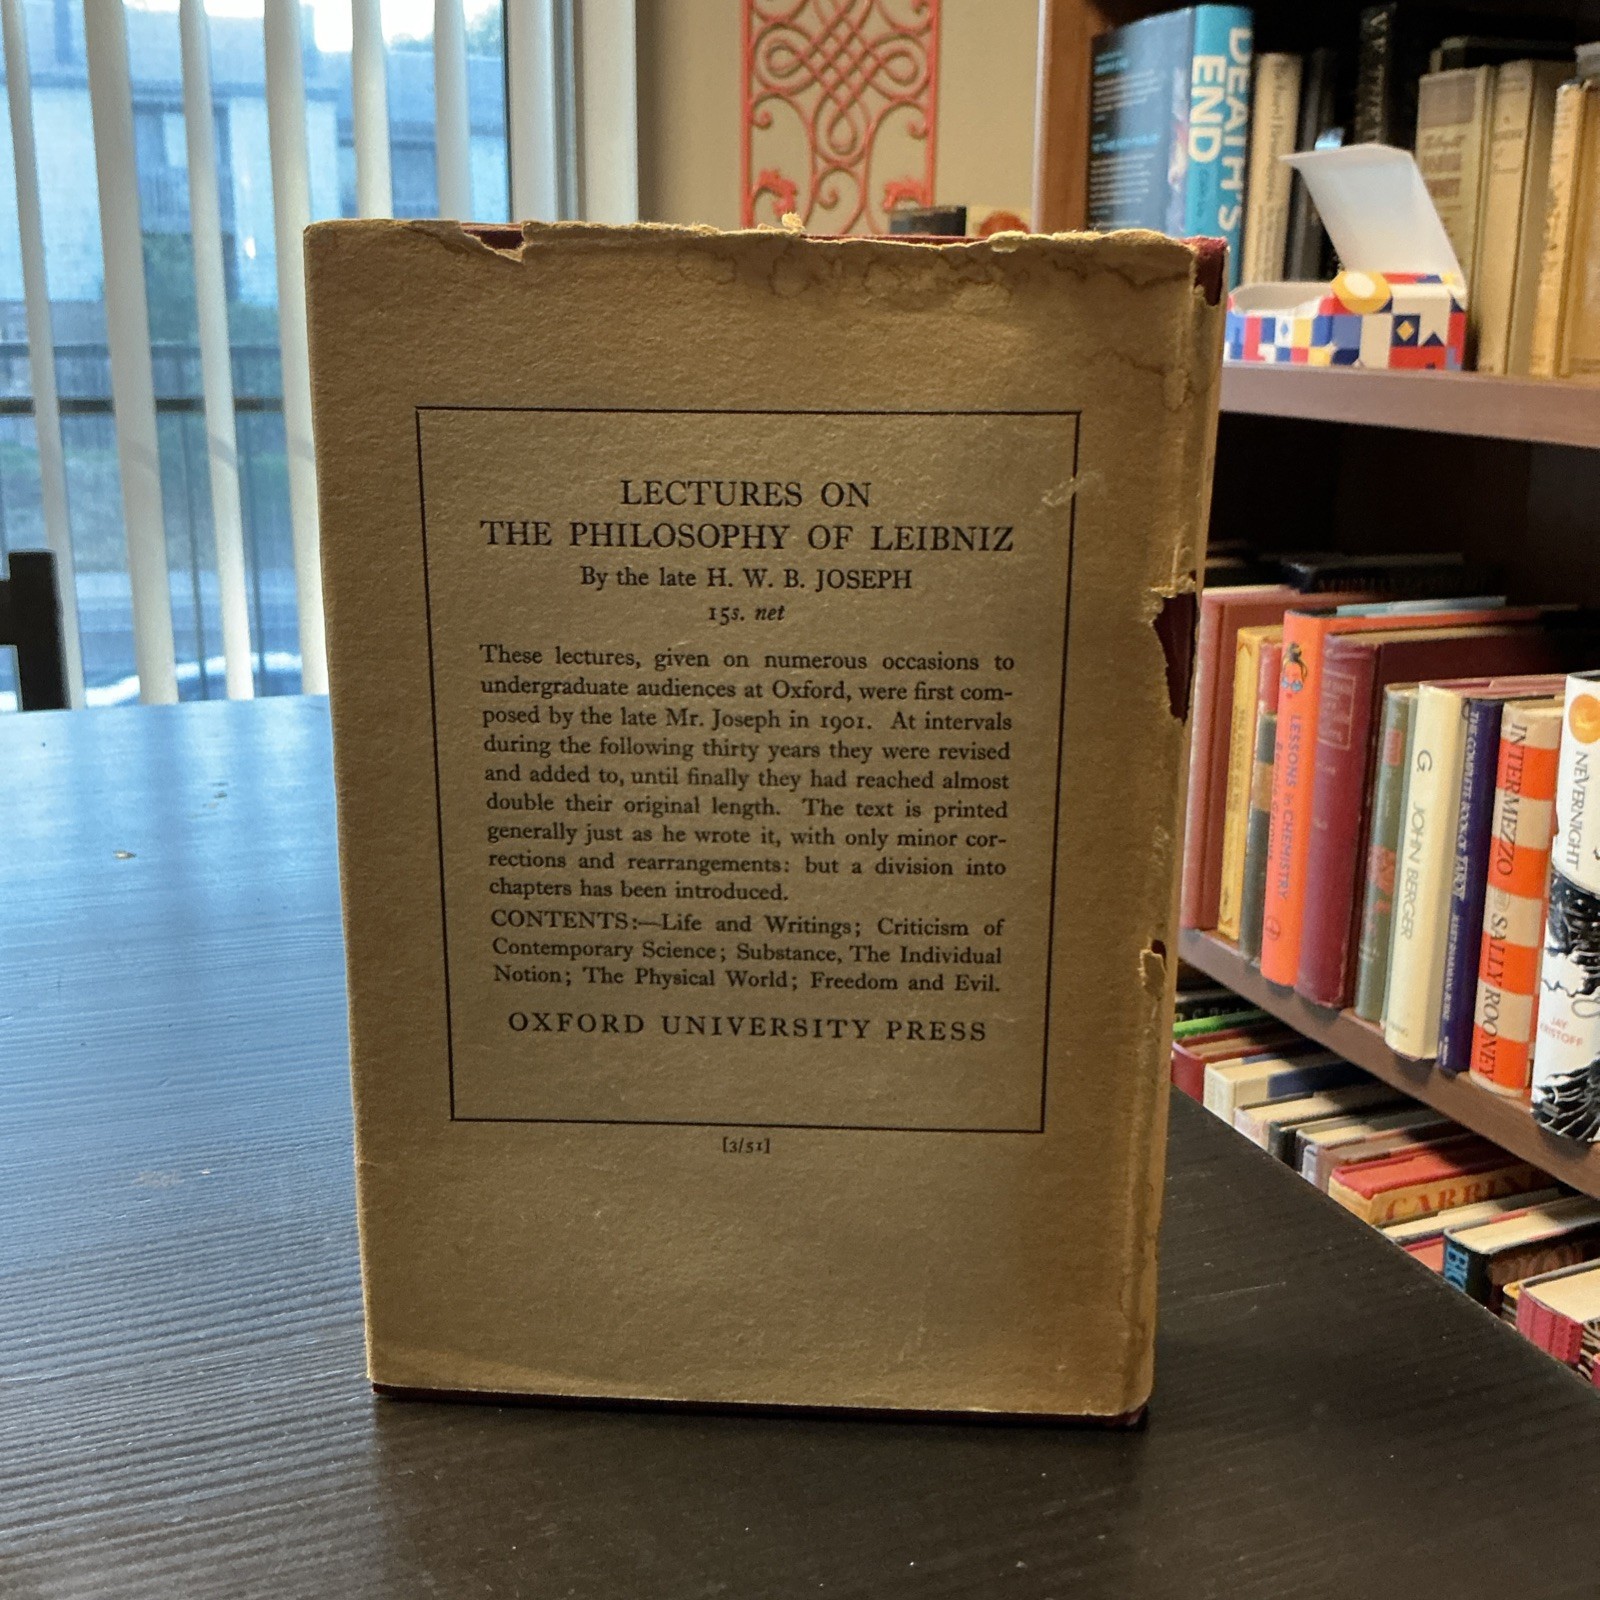 LECTURES ON
THE PHILOSOPHY OF LEIBNIZ
By the late H. W. B. JOSEPH
15s. net
These lectures, given on numerous occasions to
undergraduate audiences at Oxford, were first com-
posed by the late Mr. Joseph in 1901. At intervals
during the following thirty years they were revised
and added to, until finally they had reached almost
double their original length. The text is printed
generally just as he wrote it, with only minor cor-
rections and rearrangements: but a division into
chapters has been introduced.
CONTENTS:—Life and Writings; Criticism of
Contemporary Science; Substance, The Individual
Notion; The Physical World; Freedom and Evil.
OXFORD UNIVERSITY PRESS
[3/51]
DEATH'S
END
LESSONS in CHEMISTRY
G
JOHN BERGER
INTERMEZZO
SALLY ROONEY
NEVERNIGHT
JAY
KRISTOFF